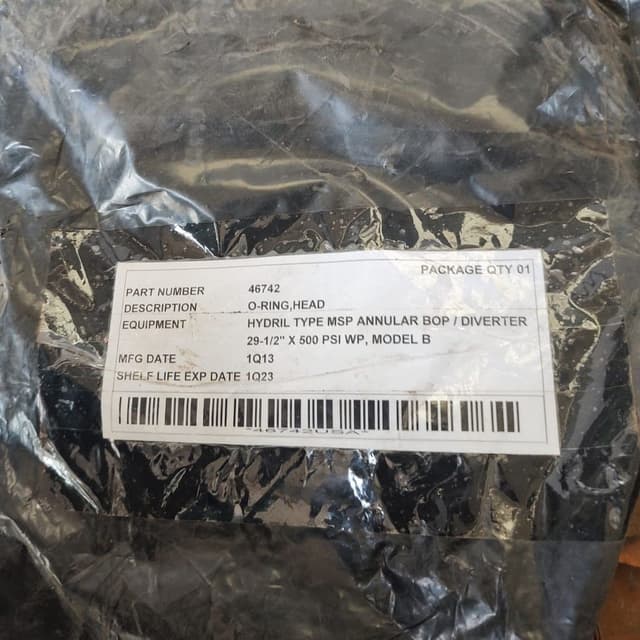 PACKAGE QTY 01
PART NUMBER 46742
DESCRIPTION O-RING,HEAD
EQUIPMENT HYDRIL TYPE MSP ANNULAR BOP / DIVERTER
29-1/2" X 500 PSI WP, MODEL B
MFG DATE 1Q13
SHELF LIFE EXP DATE 1Q23
*46742USA*